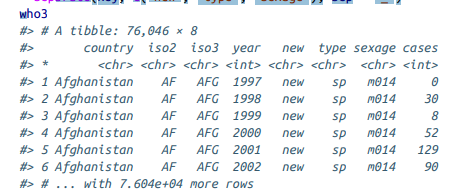 who3
#> # A tibble: 76,046 × 8
#> country iso2 iso3 year new type sexage cases
#> * <chr> <chr> <chr> <int> <chr> <chr> <chr> <int>
#> 1 Afghanistan AF AFG 1997 new sp m014 0
#> 2 Afghanistan AF AFG 1998 new sp m014 30
#> 3 Afghanistan AF AFG 1999 new sp m014 8
#> 4 Afghanistan AF AFG 2000 new sp m014 52
#> 5 Afghanistan AF AFG 2001 new sp m014 129
#> 6 Afghanistan AF AFG 2002 new sp m014 90
#> # ... with 7.604e+04 more rows